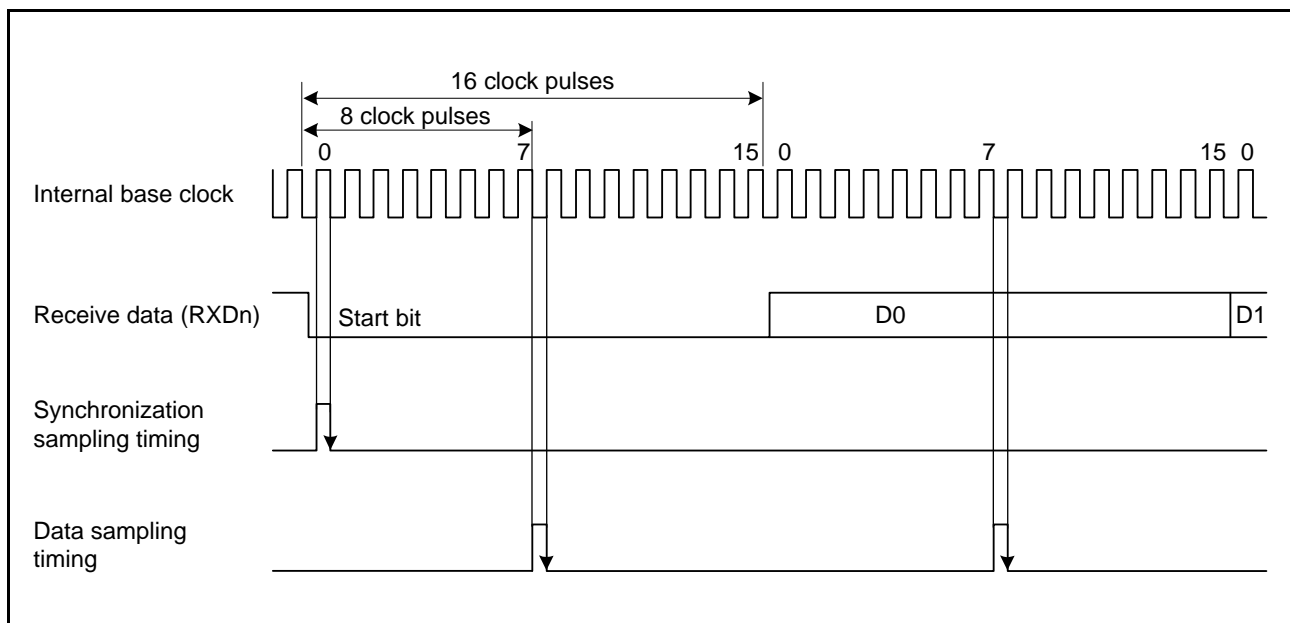 16 clock pulses
8 clock pulses
0 7 15 0 7 15 0
Internal base clock
Receive data (RXDn)
Start bit
D0
D1
Synchronization
sampling timing
Data sampling
timing